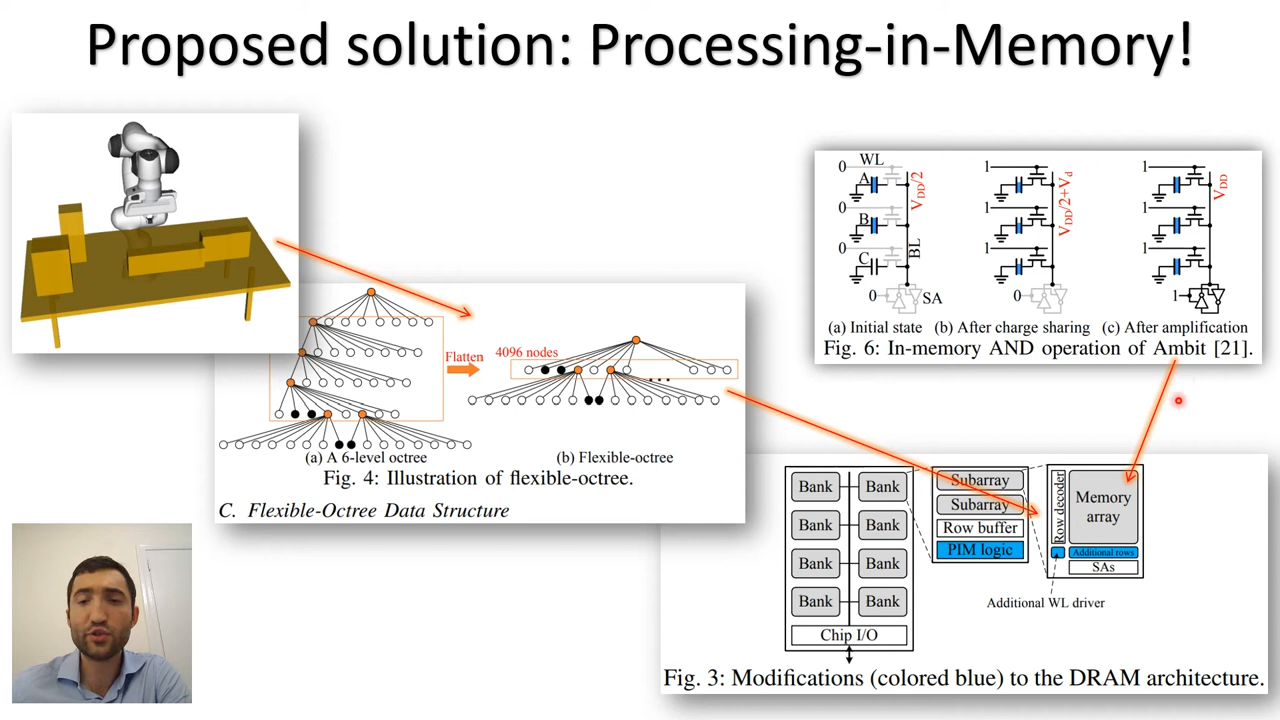 Proposed solution: Processing-in-Memory!
0 WL
A
0
B
0
C
VDD/2
BL
0 SA
1
1
1
VDD/2+Vd
0
1
1
1
VDD
1
(a) Initial state (b) After charge sharing (c) After amplification
Fig. 6: In-memory AND operation of Ambit [21].
Flatten
4096 nodes
...
(a) A 6-level octree
(b) Flexible-octree
Fig. 4: Illustration of flexible-octree.
C. Flexible-Octree Data Structure
Bank Bank
Bank Bank
Bank Bank
Bank Bank
Chip I/O
Subarray
Subarray
Row buffer
PIM logic
Row decoder
Memory
array
Additional rows
SAs
Additional WL driver
Fig. 3: Modifications (colored blue) to the DRAM architecture.